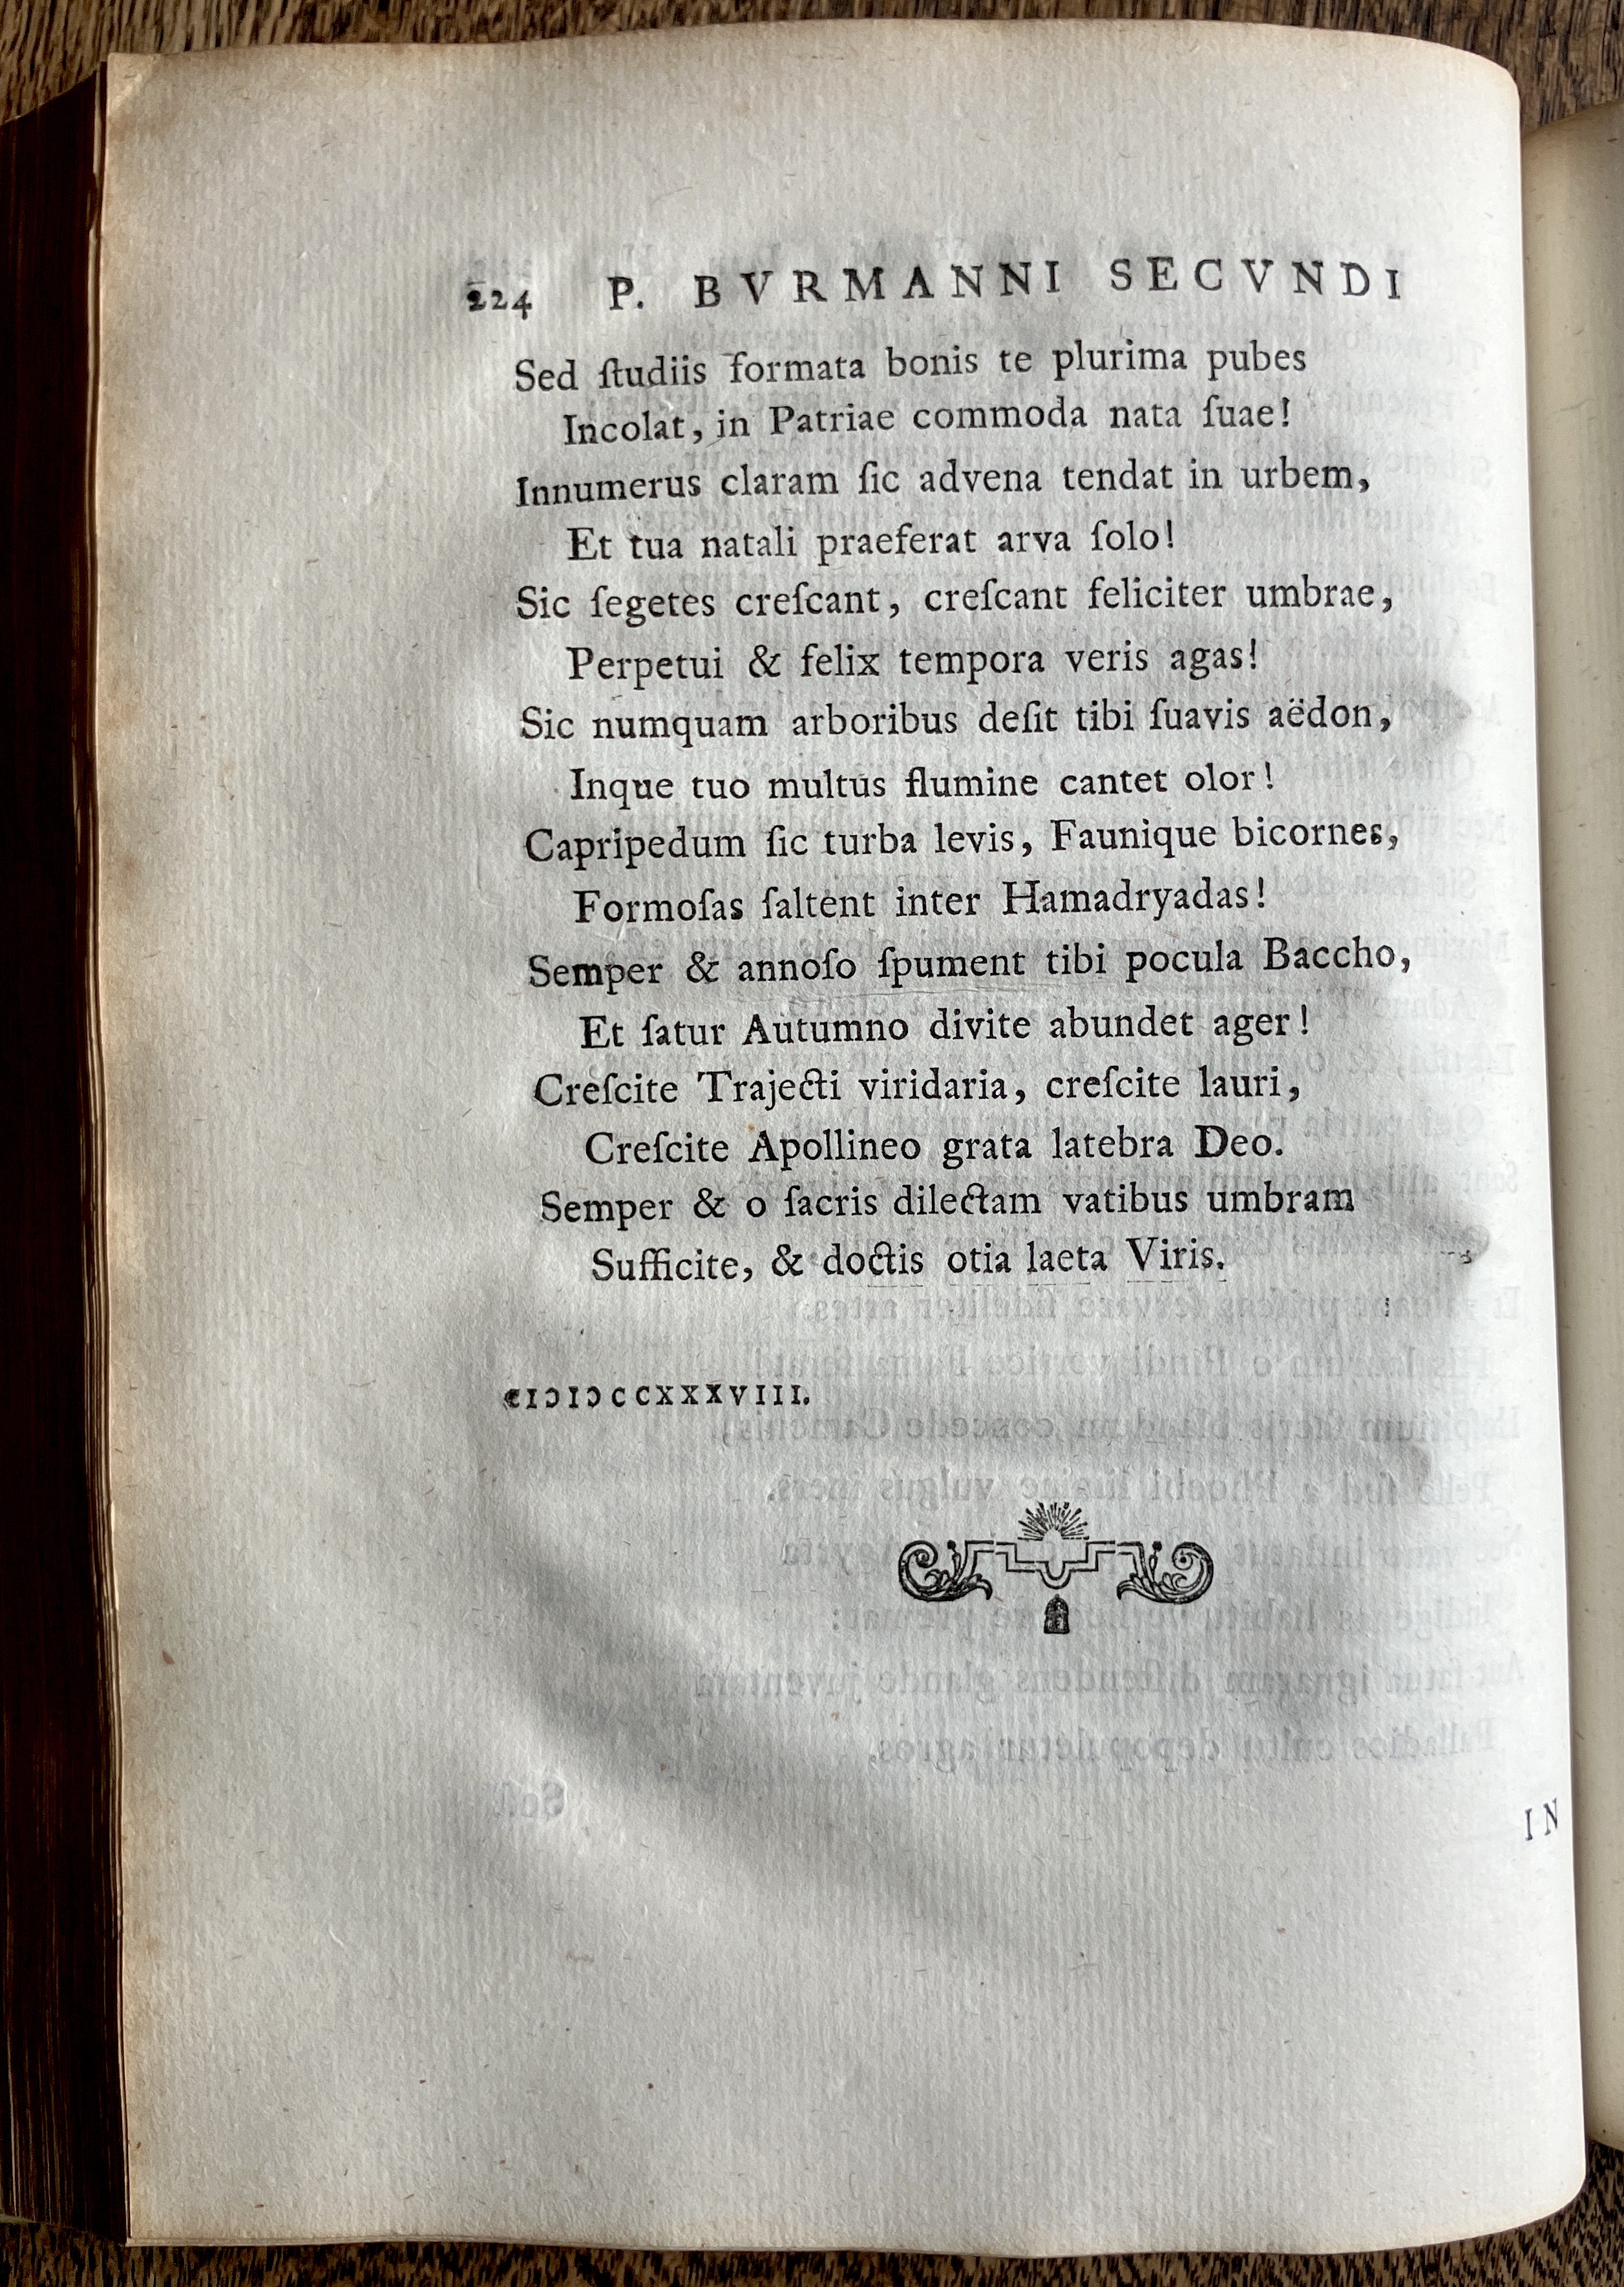 224 P. BVRMANNI SECVNDI
Sed ſtudiis formata bonis te plurima pubes
Incolat, in Patriae commoda nata ſuae!
Innumerus claram ſic advena tendat in urbem,
Et tua natali praeferat arva ſolo!
Sic ſegetes creſcant, creſcant feliciter umbrae,
Perpetui & felix tempora veris agas!
Sic numquam arboribus deſit tibi ſuavis aëdon,
Inque tuo multus flumine cantet olor!
Capripedum ſic turba levis, Faunique bicornes,
Formoſas ſaltent inter Hamadryadas!
Semper & annoſo ſpument tibi pocula Baccho,
Et ſatur Autumno divite abundet ager!
Creſcite Trajecti viridaria, creſcite lauri,
Creſcite Apollineo grata latebra Deo.
Semper & o ſacris dilectam vatibus umbram
Sufficite, & doctis otia laeta Viris.
cIɔIɔCCXXXVIII.
IN